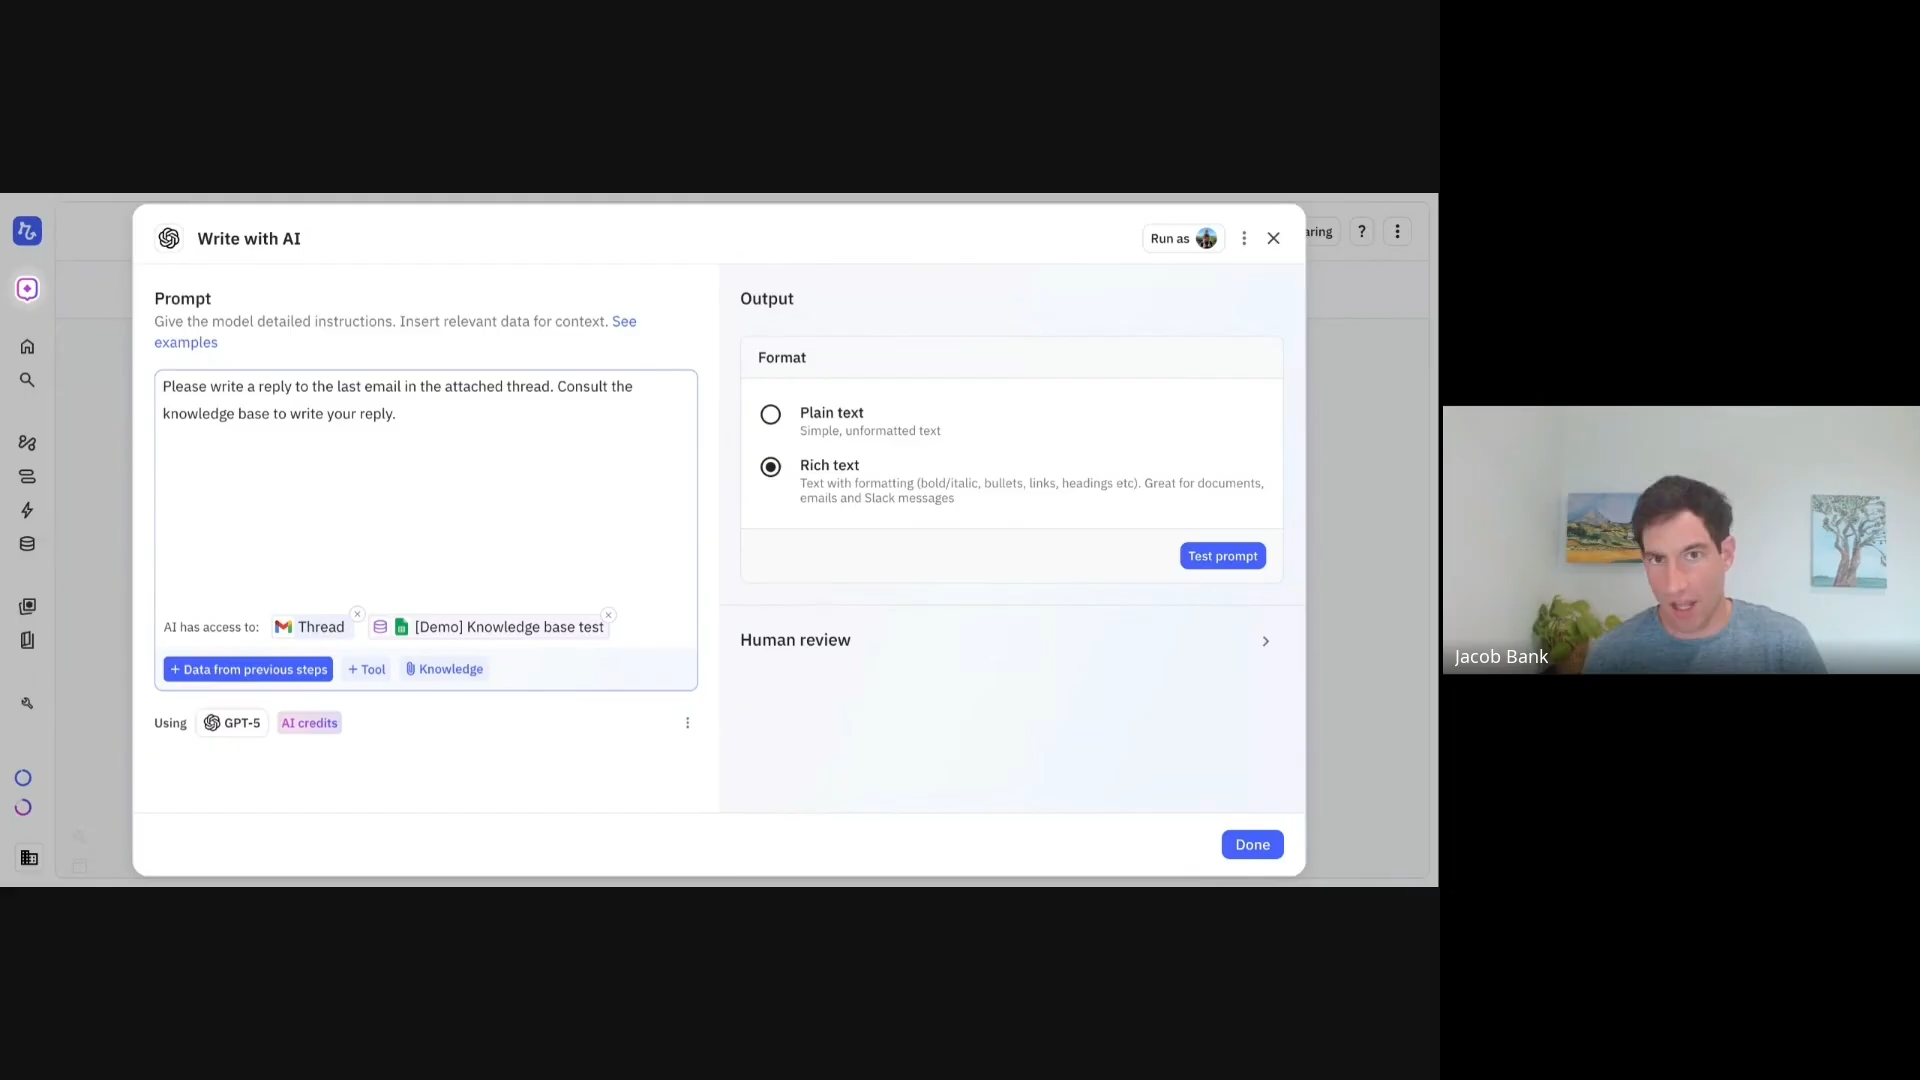 Write with AI
Run as
aring
?
Prompt
Give the model detailed instructions. Insert relevant data for context. See
examples
Please write a reply to the last email in the attached thread. Consult the
knowledge base to write your reply.
AI has access to: Thread [Demo] Knowledge base test
+ Data from previous steps + Tool Knowledge
Using GPT-5 AI credits
Output
Format
Plain text
Simple, unformatted text
Rich text
Text with formatting (bold/italic, bullets, links, headings etc). Great for documents,
emails and Slack messages
Test prompt
Human review
Done
Jacob Bank